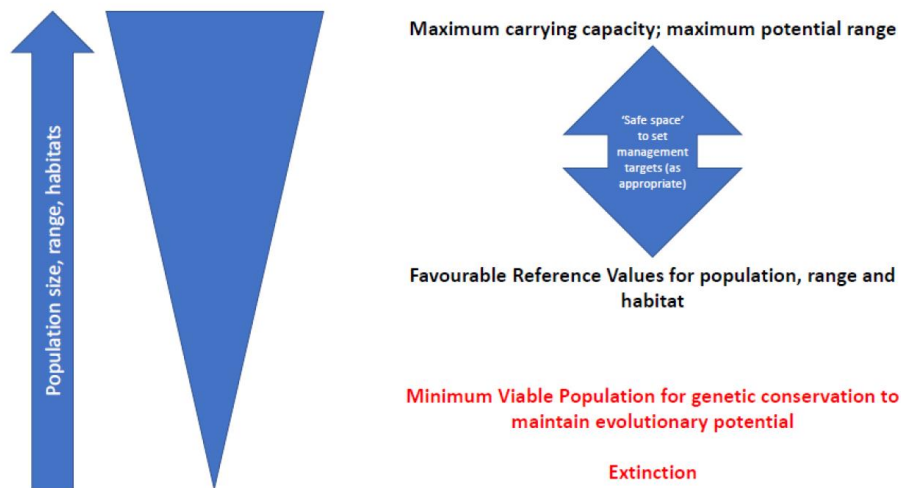 Population size, range, habitats
Maximum carrying capacity; maximum potential range
‘Safe space’
to set
management
targets (as
appropriate)
Favourable Reference Values for population, range and
habitat
Minimum Viable Population for genetic conservation to
maintain evolutionary potential
Extinction